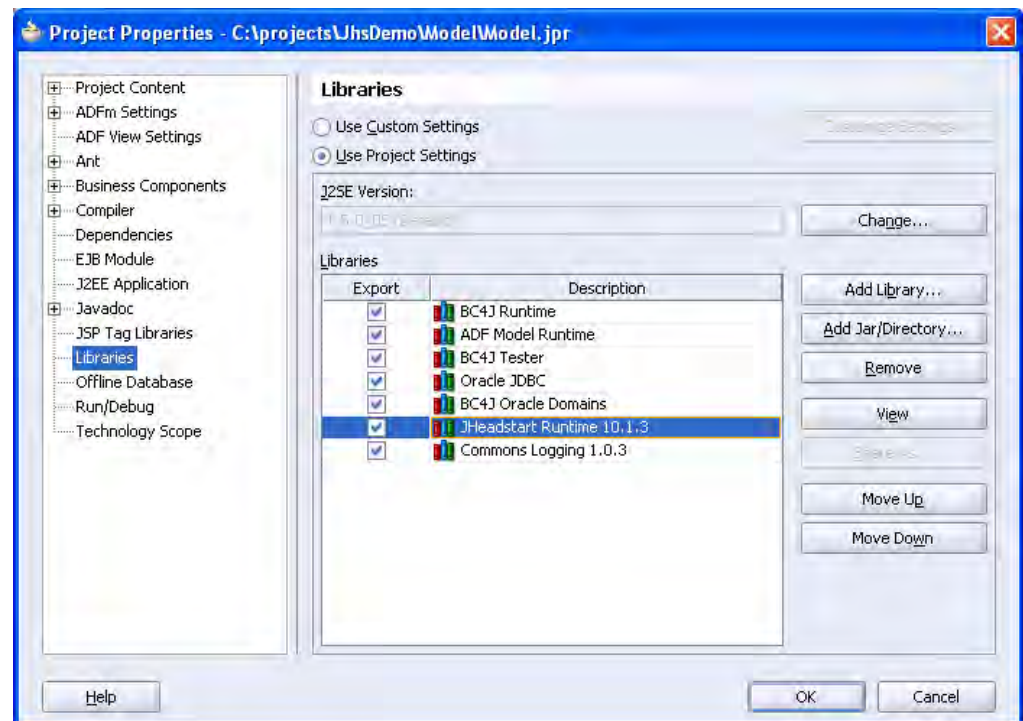 Project Properties - C:\projects\JhsDemo\Model\Model.jpr
Project Content
ADFm Settings
ADF View Settings
Ant
Business Components
Compiler
Dependencies
EJB Module
J2EE Application
Javadoc
JSP Tag Libraries
Libraries
Offline Database
Run/Debug
Technology Scope
Libraries
Use Custom Settings
Use Project Settings
J2SE Version:
Change...
Libraries
Export Description
BC4J Runtime
ADF Model Runtime
BC4J Tester
Oracle JDBC
BC4J Oracle Domains
JHeadstart Runtime 10.1.3
Commons Logging 1.0.3
Add Library...
Add Jar/Directory...
Remove
View
Move Up
Move Down
Help
OK
Cancel